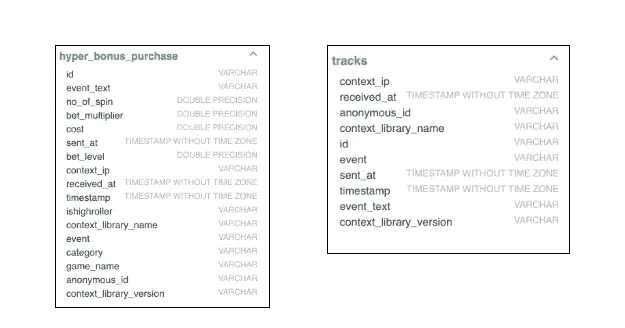 hyper_bonus_purchase
id VARCHAR
event_text VARCHAR
no_of_spin DOUBLE PRECISION
bet_multiplier DOUBLE PRECISION
cost DOUBLE PRECISION
sent_at TIMESTAMP WITHOUT TIME ZONE
bet_level DOUBLE PRECISION
context_ip VARCHAR
received_at TIMESTAMP WITHOUT TIME ZONE
timestamp TIMESTAMP WITHOUT TIME ZONE
ishighroller VARCHAR
context_library_name VARCHAR
event VARCHAR
category VARCHAR
game_name VARCHAR
anonymous_id VARCHAR
context_library_version VARCHAR
tracks
context_ip VARCHAR
received_at TIMESTAMP WITHOUT TIME ZONE
anonymous_id VARCHAR
context_library_name VARCHAR
id VARCHAR
event VARCHAR
sent_at TIMESTAMP WITHOUT TIME ZONE
timestamp TIMESTAMP WITHOUT TIME ZONE
event_text VARCHAR
context_library_version VARCHAR